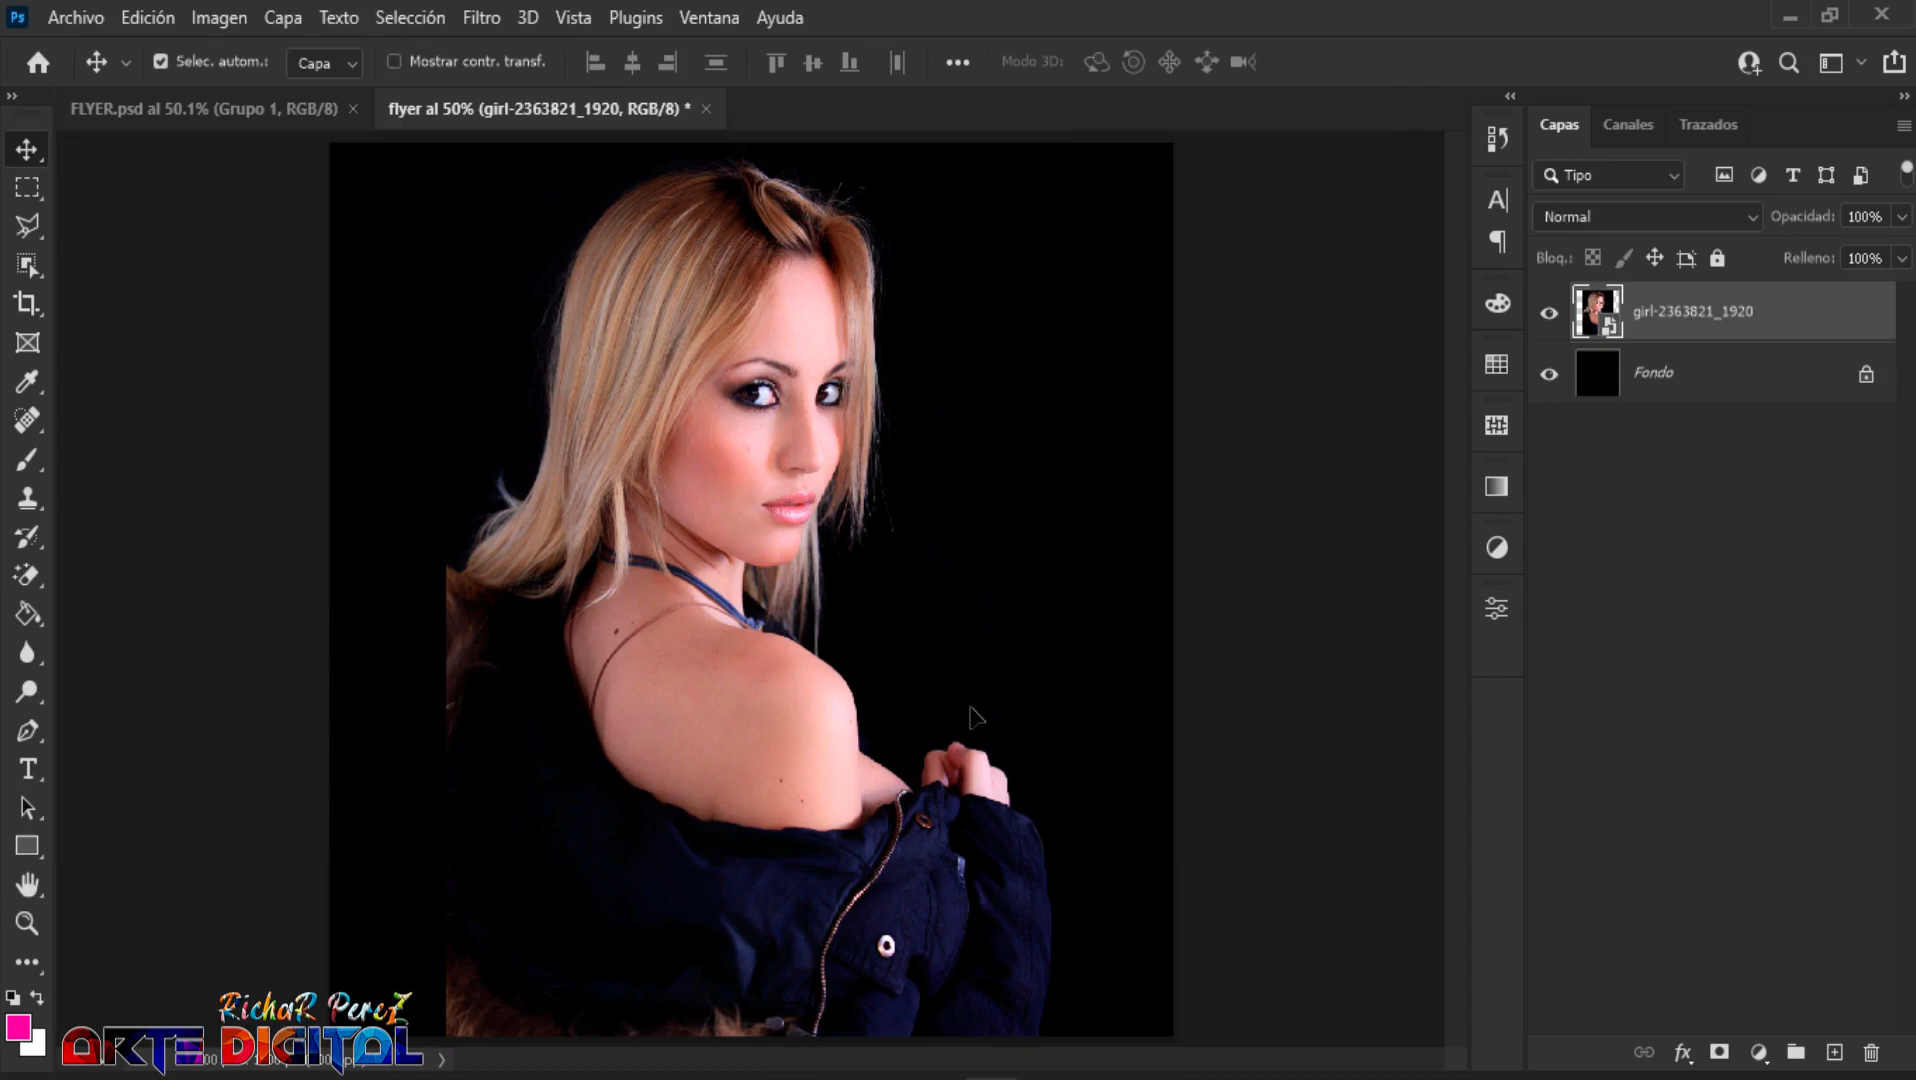 Ps Archivo Edición Imagen Capa Texto Selección Filtro 3D Vista Plugins Ventana Ayuda
Selec. autom.: Capa Mostrar contr. transf. Modo 3D:
FLYER.psd al 50.1% (Grupo 1, RGB/8) flyer al 50% (girl-2363821_1920, RGB/8) *
Capas Canales Trazados
Tipo
Normal Opacidad: 100%
Bloq.: Relleno: 100%
girl-2363821_1920
Fondo
RichaR PereZ
ARTE DIGITAL